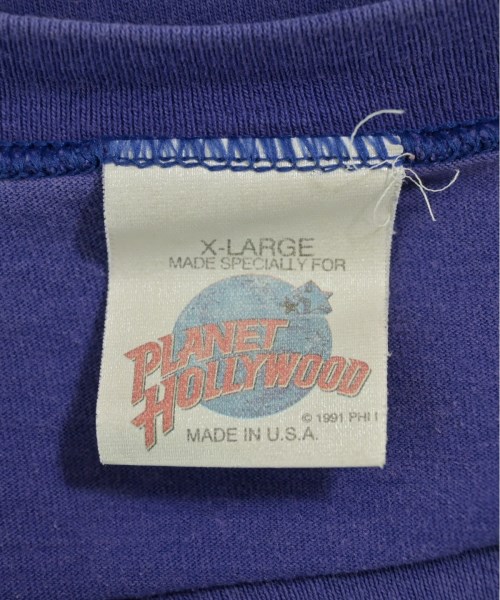 X-LARGE
MADE SPECIALLY FOR
PLANET
HOLLYWOOD
© 1991 PHI I
MADE IN U.S.A.